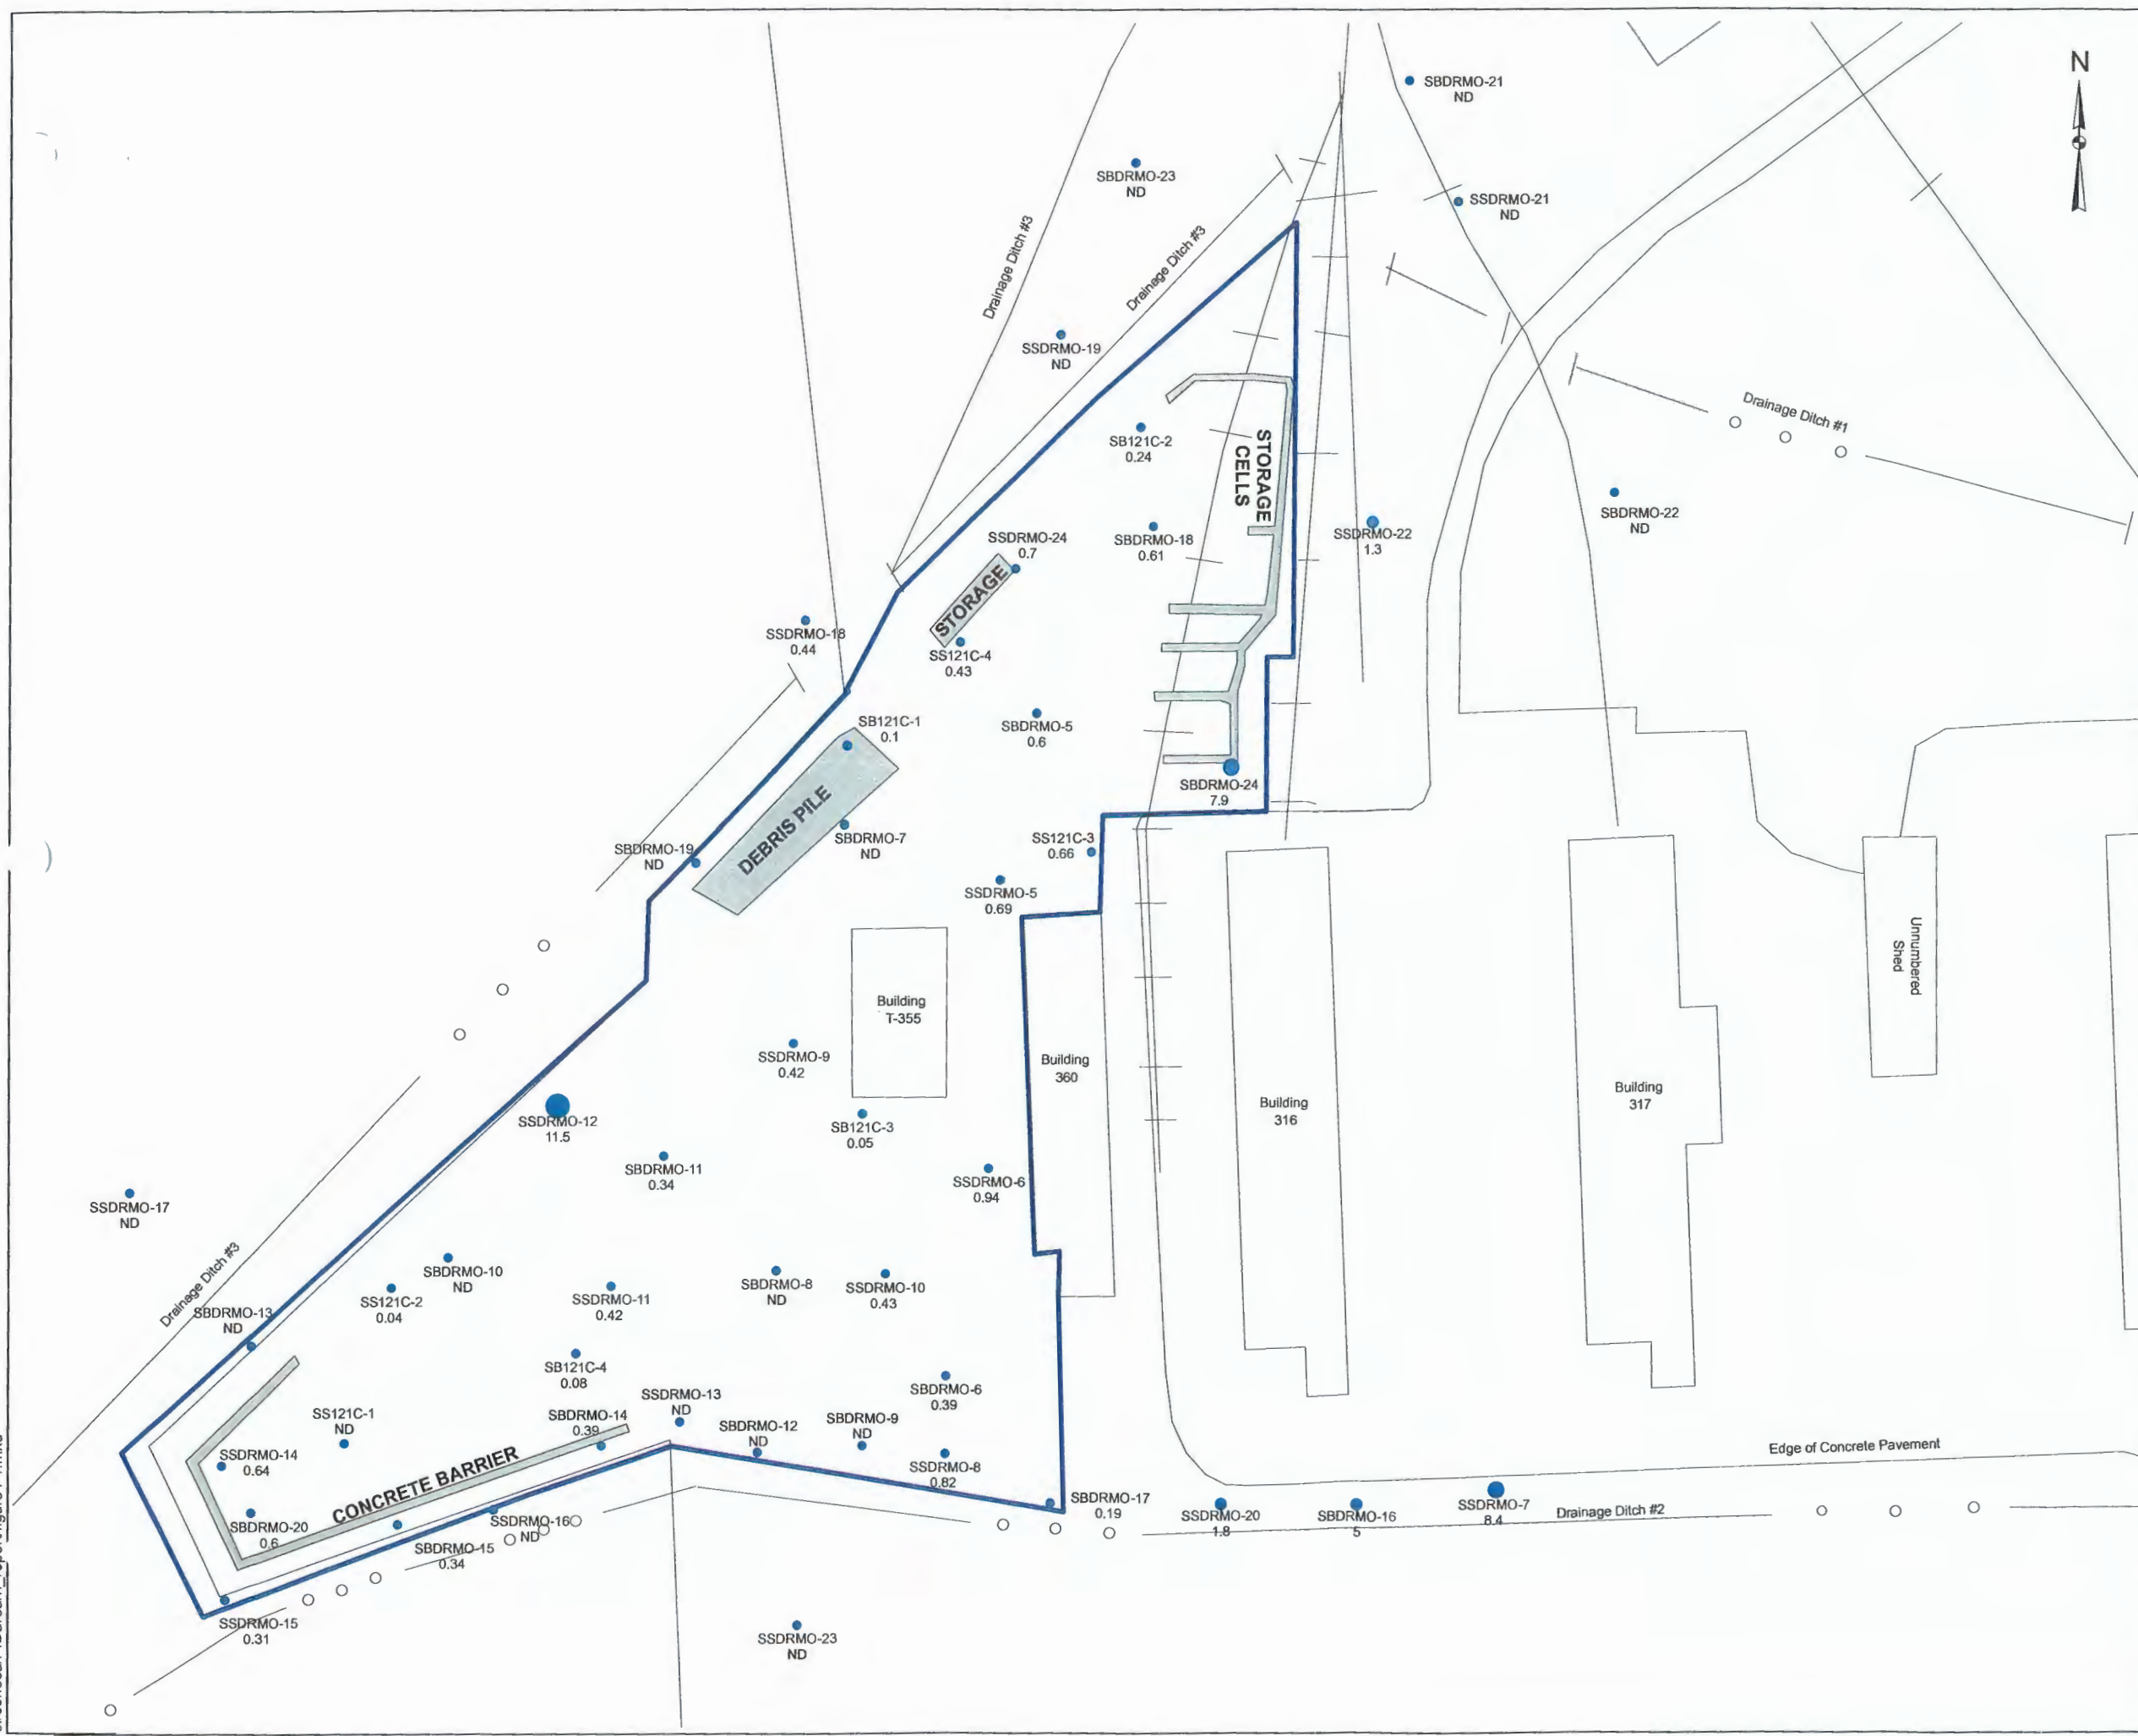 N
SBDRMO-21
ND
SBDRMO-23
ND
SSDRMO-21
ND
Drainage Ditch #3
Drainage Ditch #3
SSDRMO-19
ND
SB121C-2
0.24
STORAGE
CELLS
Drainage Ditch #1
SBDRMO-22
ND
SSDRMO-22
1.3
SBDRMO-18
0.61
SSDRMO-24
0.7
STORAGE
SS121C-4
0.43
SSDRMO-18
0.44
SB121C-1
0.1
SBDRMO-5
0.6
SBDRMO-24
7.9
DEBRIS PILE
SBDRMO-7
ND
SBDRMO-19
ND
SS121C-3
0.66
SSDRMO-5
0.69
Unnumbered
Shed
Building
T-355
SSDRMO-9
0.42
Building
360
Building
316
Building
317
SSDRMO-12
11.5
SB121C-3
0.05
SBDRMO-11
0.34
SSDRMO-6
0.94
SSDRMO-17
ND
Drainage Ditch #3
SBDRMO-10
ND
SS121C-2
0.04
SSDRMO-11
0.42
SBDRMO-8
ND
SSDRMO-10
0.43
SBDRMO-13
ND
SB121C-4
0.08
SSDRMO-13
ND
SBDRMO-6
0.39
SS121C-1
ND
SBDRMO-14
0.39
SBDRMO-12
ND
SBDRMO-9
ND
SSDRMO-14
0.64
SSDRMO-8
0.82
CONCRETE BARRIER
Edge of Concrete Pavement
SBDRMO-20
0.6
SSDRMO-16
ND
SBDRMO-17
0.19
SSDRMO-20
1.8
SBDRMO-16
5
SSDRMO-7
8.4
Drainage Ditch #2
SBDRMO-15
0.34
SSDRMO-15
0.31
SSDRMO-23
ND